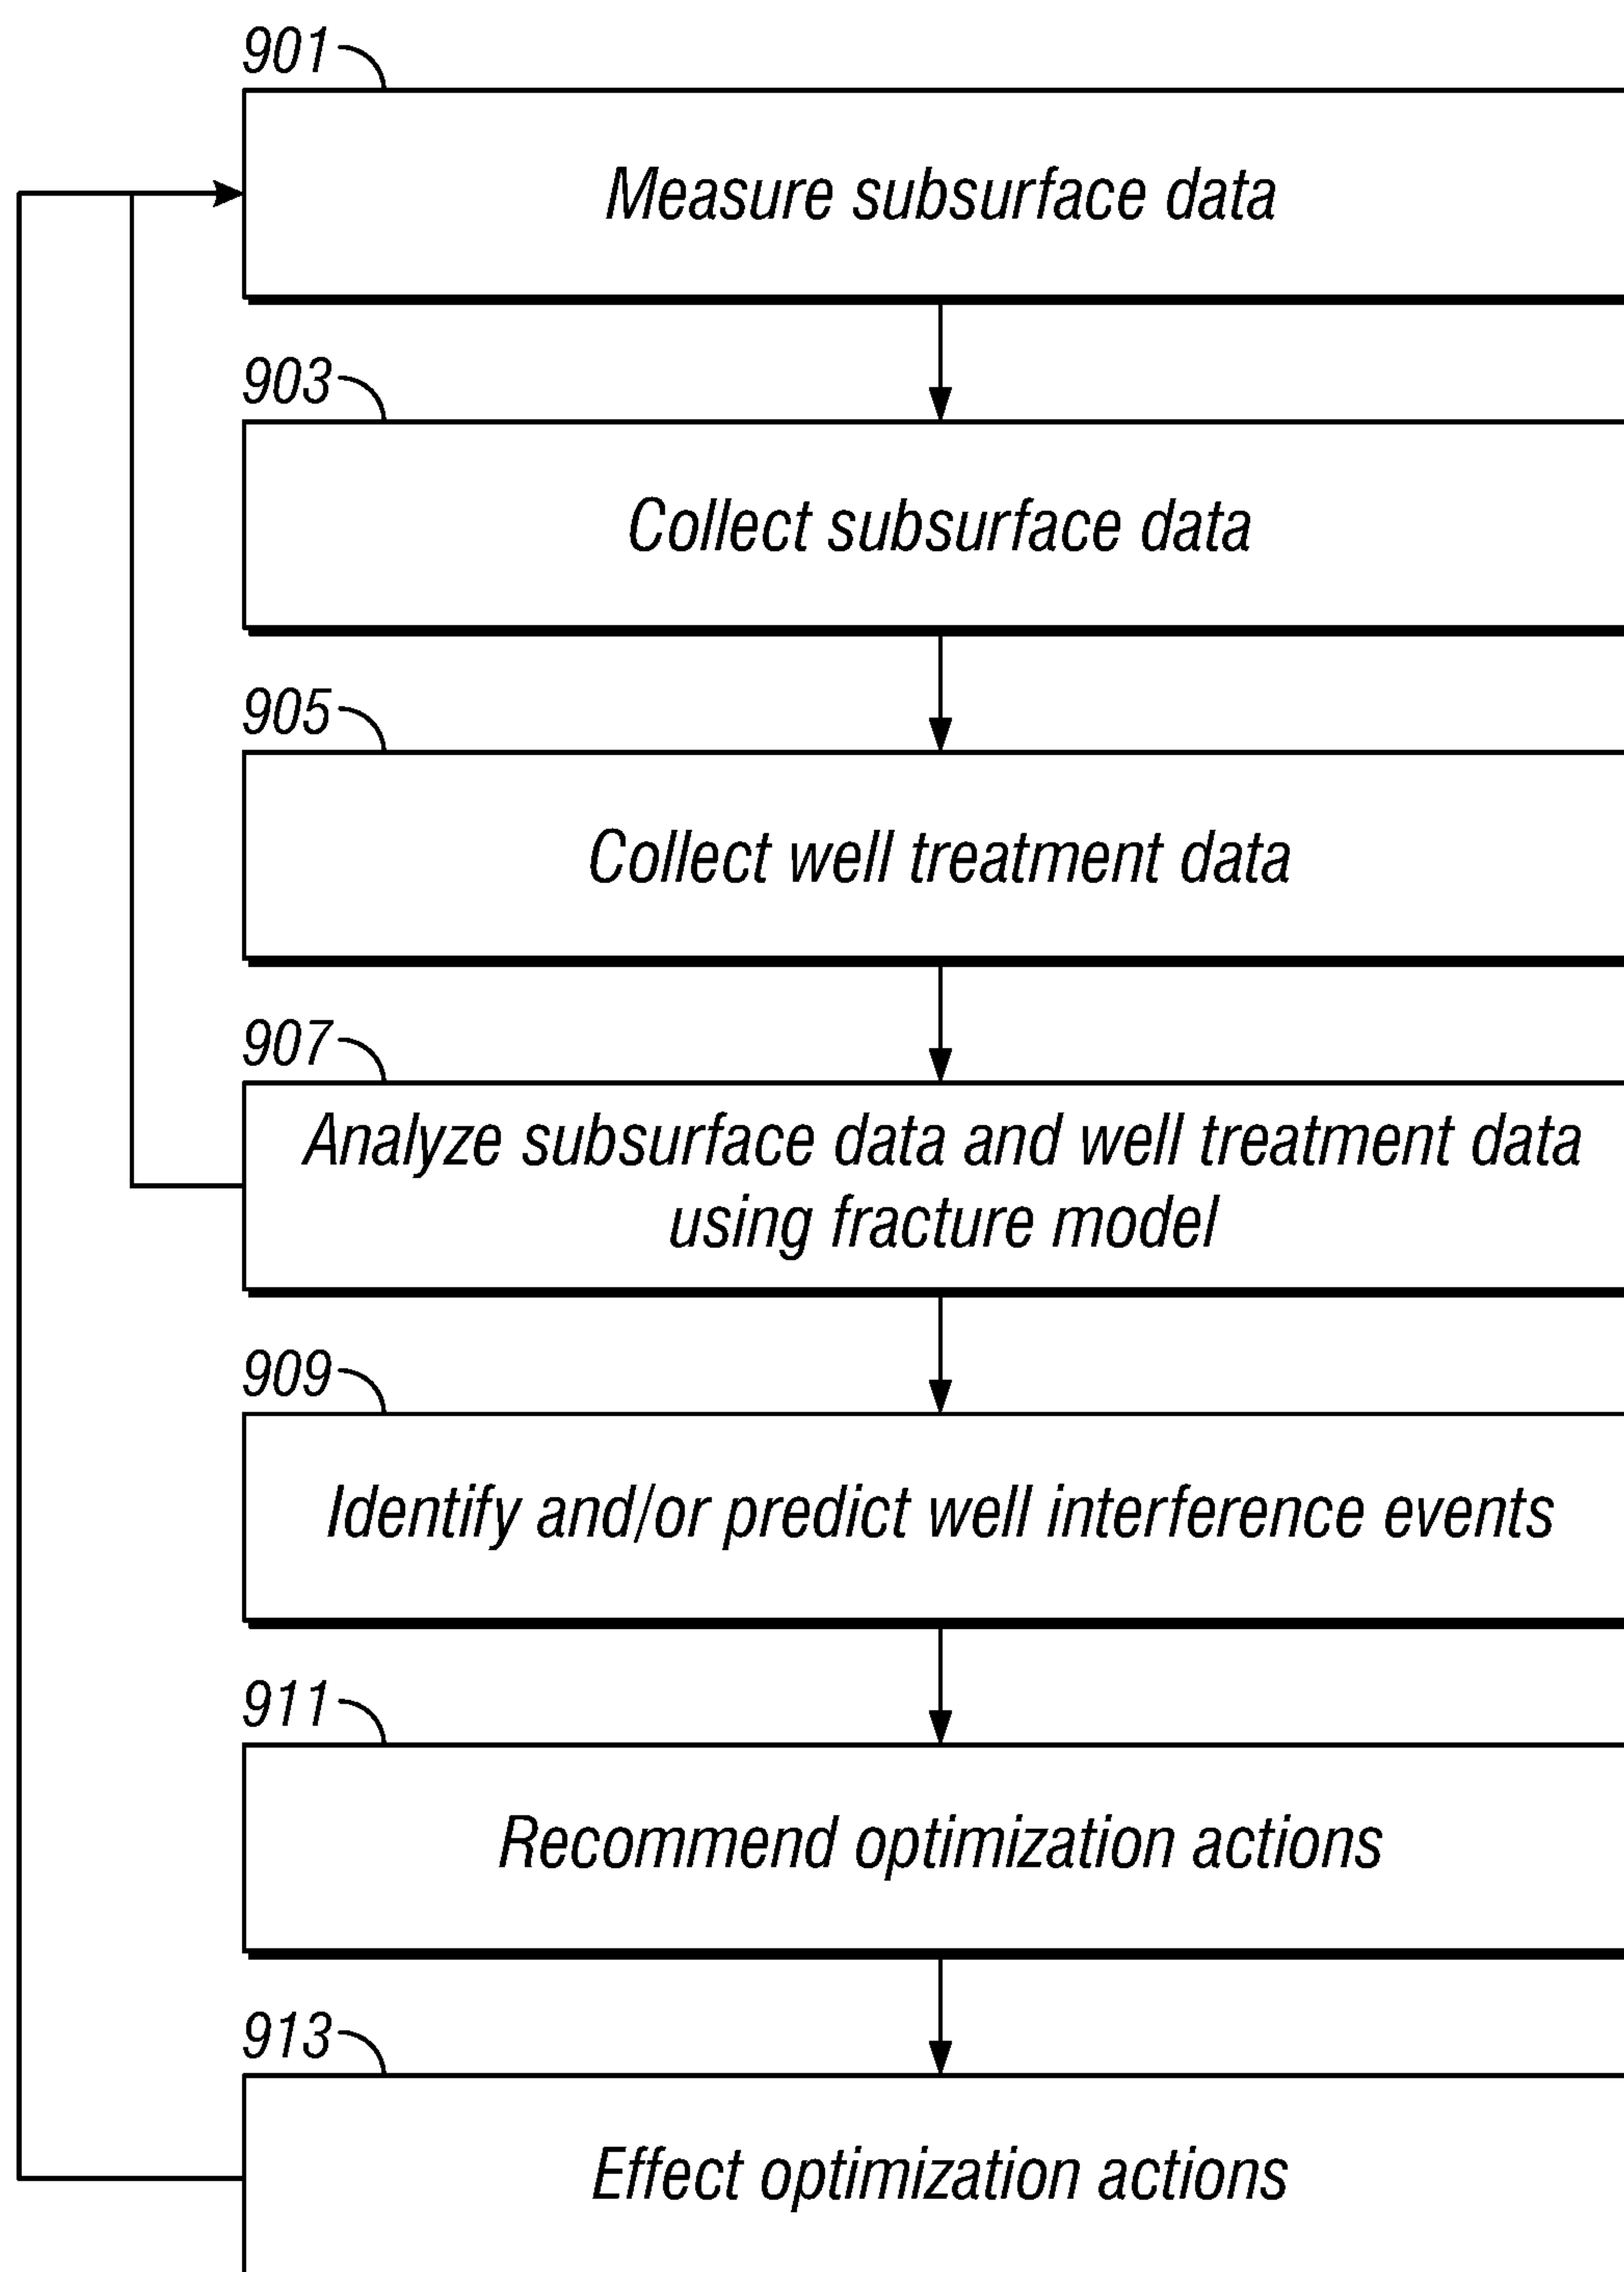 901
Measure subsurface data
903
Collect subsurface data
905
Collect well treatment data
907
Analyze subsurface data and well treatment data
using fracture model
909
Identify and/or predict well interference events
911
Recommend optimization actions
913
Effect optimization actions